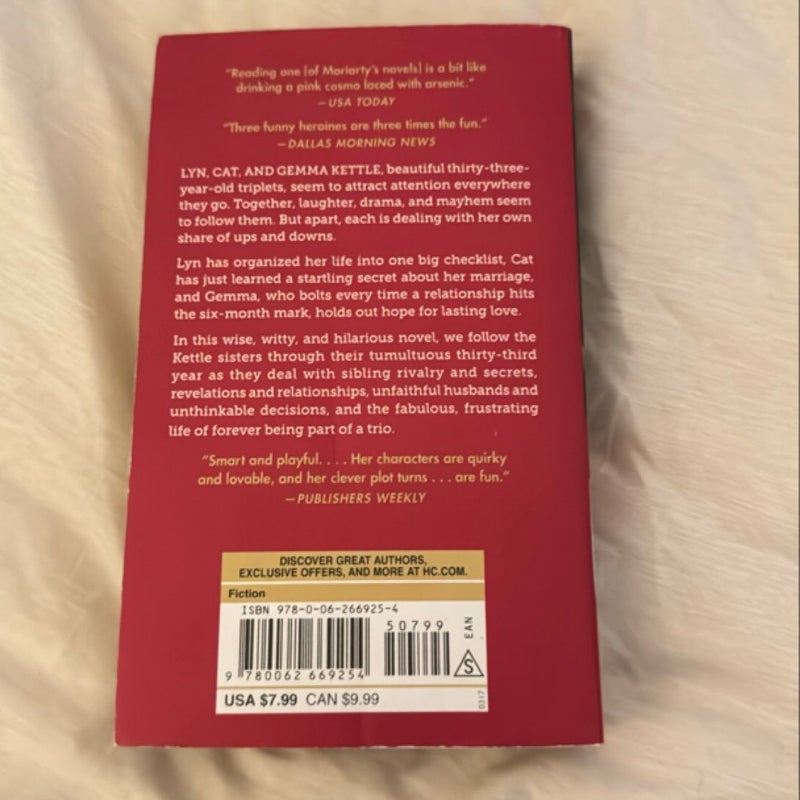 "Reading one [of Moriarty's novels] is a bit like
drinking a pink cosmo laced with arsenic."
—USA TODAY
"Three funny heroines are three times the fun."
—DALLAS MORNING NEWS
LYN, CAT, AND GEMMA KETTLE, beautiful thirty-three-
year-old triplets, seem to attract attention everywhere
they go. Together, laughter, drama, and mayhem seem
to follow them. But apart, each is dealing with her own
share of ups and downs.
Lyn has organized her life into one big checklist, Cat
has just learned a startling secret about her marriage,
and Gemma, who bolts every time a relationship hits
the six-month mark, holds out hope for lasting love.
In this wise, witty, and hilarious novel, we follow the
Kettle sisters through their tumultuous thirty-third
year as they deal with sibling rivalry and secrets,
revelations and relationships, unfaithful husbands and
unthinkable decisions, and the fabulous, frustrating
life of forever being part of a trio.
"Smart and playful. . . . Her characters are quirky
and lovable, and her clever plot turns . . . are fun."
—PUBLISHERS WEEKLY
DISCOVER GREAT AUTHORS,
EXCLUSIVE OFFERS, AND MORE AT HC.COM.
Fiction
ISBN 978-0-06-266925-4
50799
EAN
S
9 780062 669254
USA $7.99 CAN $9.99
0317